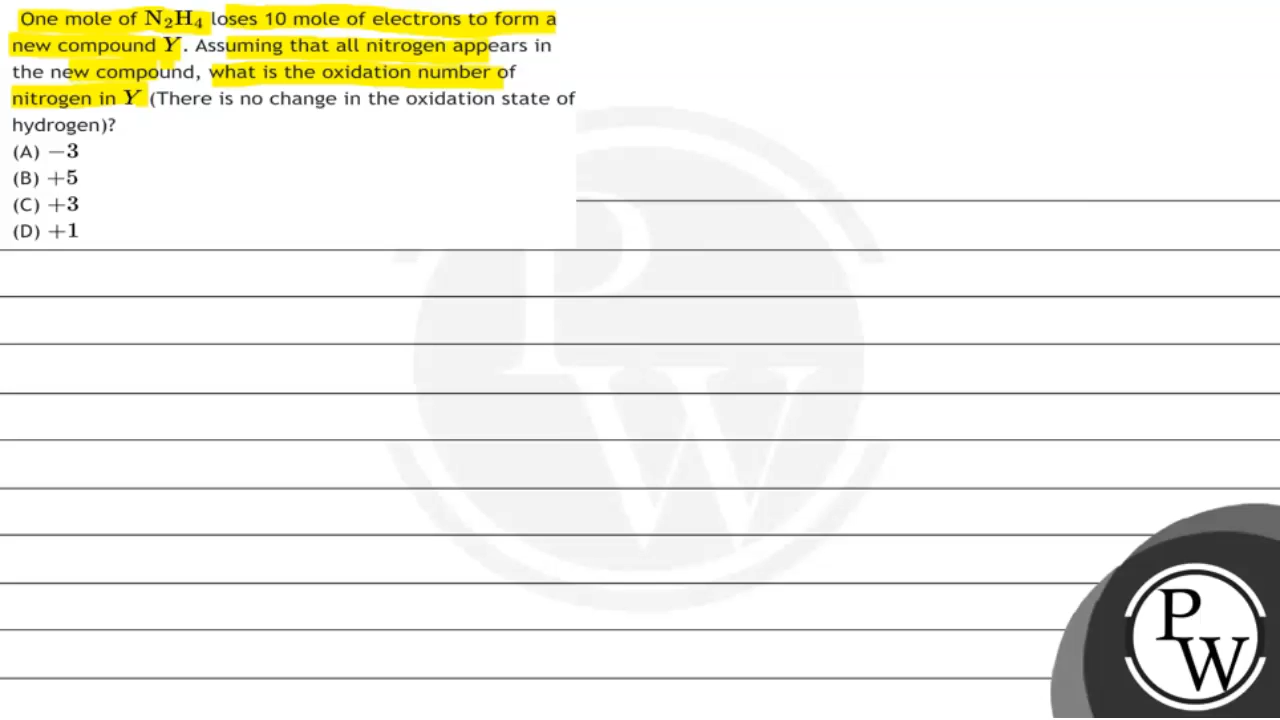 One mole of N₂H₄ loses 10 mole of electrons to form a
new compound Y. Assuming that all nitrogen appears in
the new compound, what is the oxidation number of
nitrogen in Y (There is no change in the oxidation state of
hydrogen)?
(A) −3
(B) +5
(C) +3
(D) +1
P
W
P
W